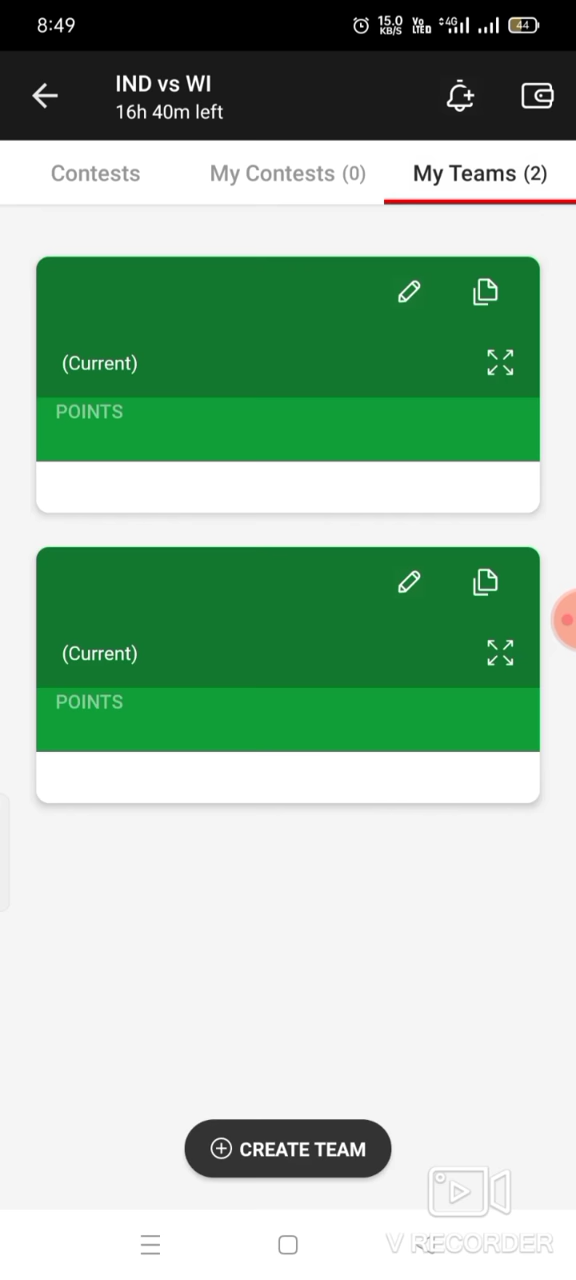 8:49
15.0 KB/S
Vo LTED
4G
44
IND vs WI
16h 40m left
Contests
My Contests (0)
My Teams (2)
(Current)
POINTS
(Current)
POINTS
CREATE TEAM
V RECORDER